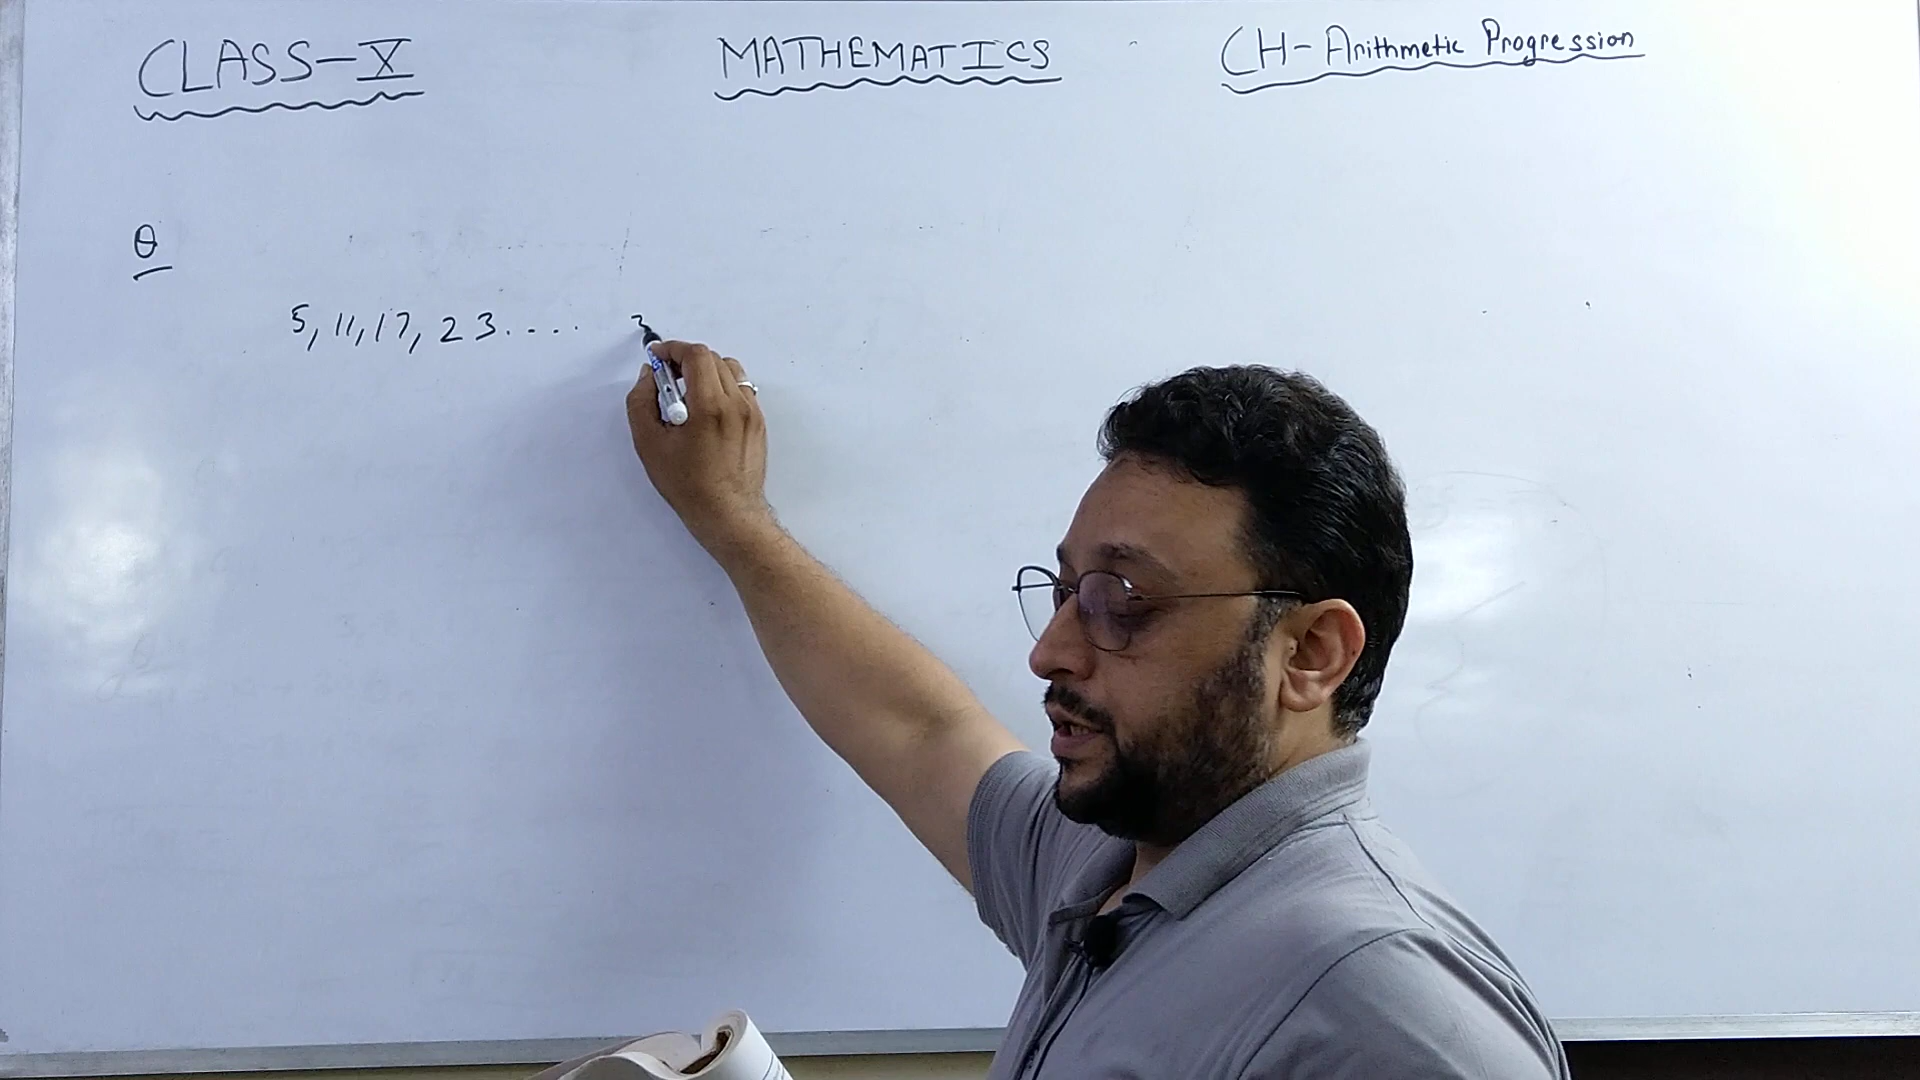 CLASS-X
MATHEMATICS
CH- Arithmetic Progression
Q
5, 11, 17, 23....